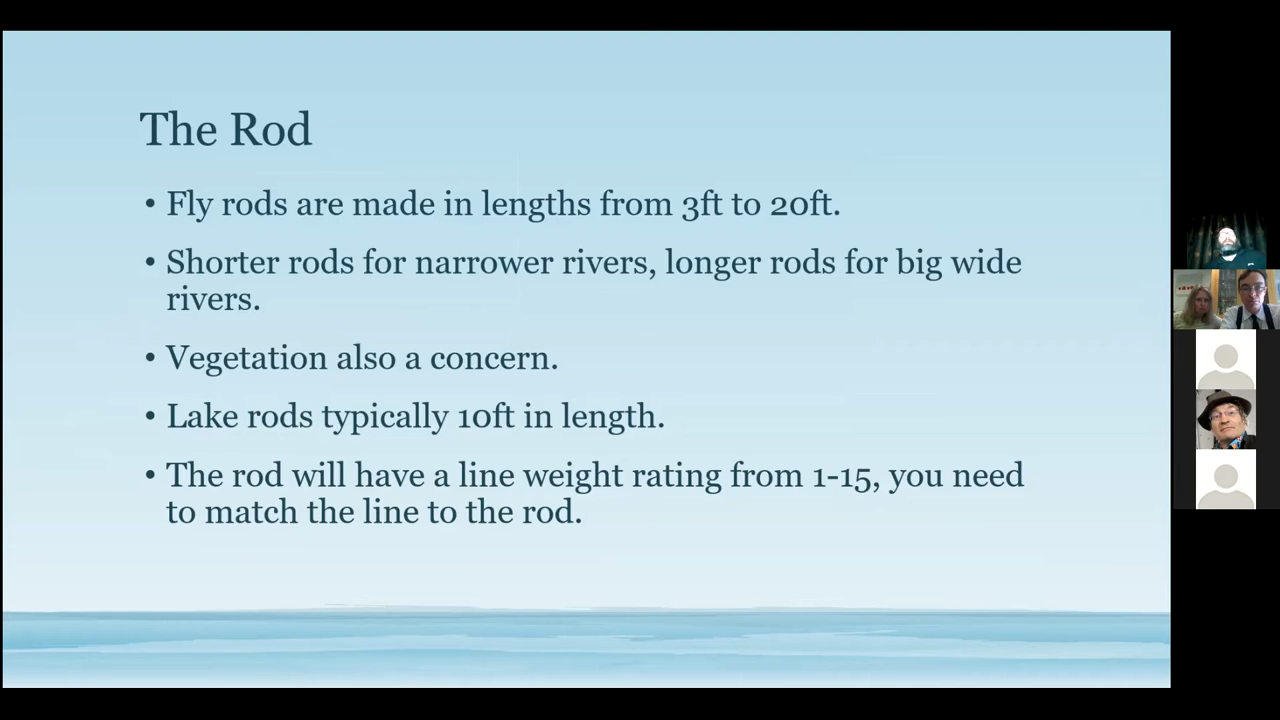 The Rod
• Fly rods are made in lengths from 3ft to 20ft.
• Shorter rods for narrower rivers, longer rods for big wide
rivers.
• Vegetation also a concern.
• Lake rods typically 10ft in length.
• The rod will have a line weight rating from 1-15, you need
to match the line to the rod.